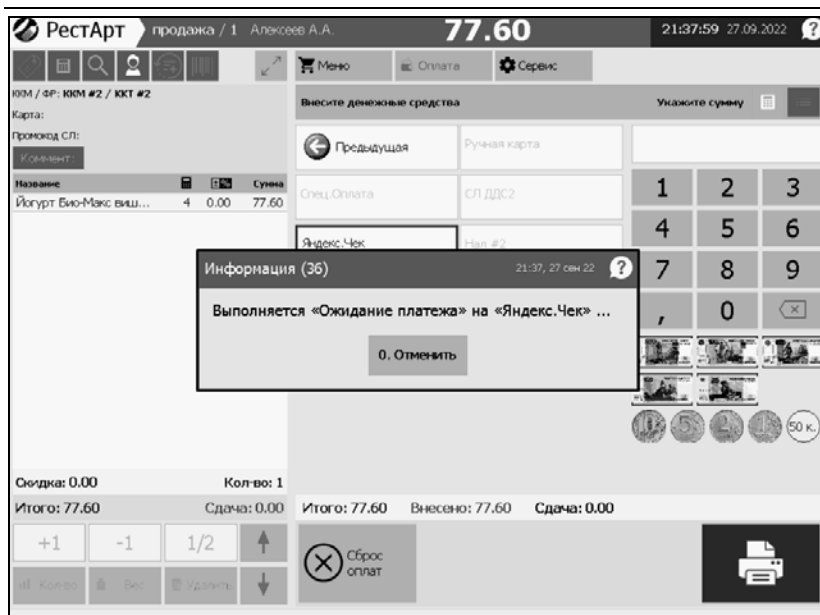 РестАрт продажа / 1 Алексеев А.А. 77.60 21:37:59 27.09.2022 ?
Меню Оплата Сервис
ККМ / ФР: ККМ #2 / ККТ #2
Карта:
Промокод СЛ:
Коммент:
Название Сумма
Йогурт Био-Макс виш... 4 0.00 77.60
Внесите денежные средства Укажите сумму
Предыдущая Ручная карта
Спец.Оплата СЛ ДДС2
Яндекс.Чек Нал #2
1 2 3
4 5 6
7 8 9
, 0
50 к.
Информация (36) 21:37, 27 сен 22 ?
Выполняется «Ожидание платежа» на «Яндекс.Чек» ...
0. Отменить
Скидка: 0.00 Кол-во: 1
Итого: 77.60 Сдача: 0.00
Итого: 77.60 Внесено: 77.60 Сдача: 0.00
+1 -1 1/2
Кол-во Вес Удалить
Сброс
оплат